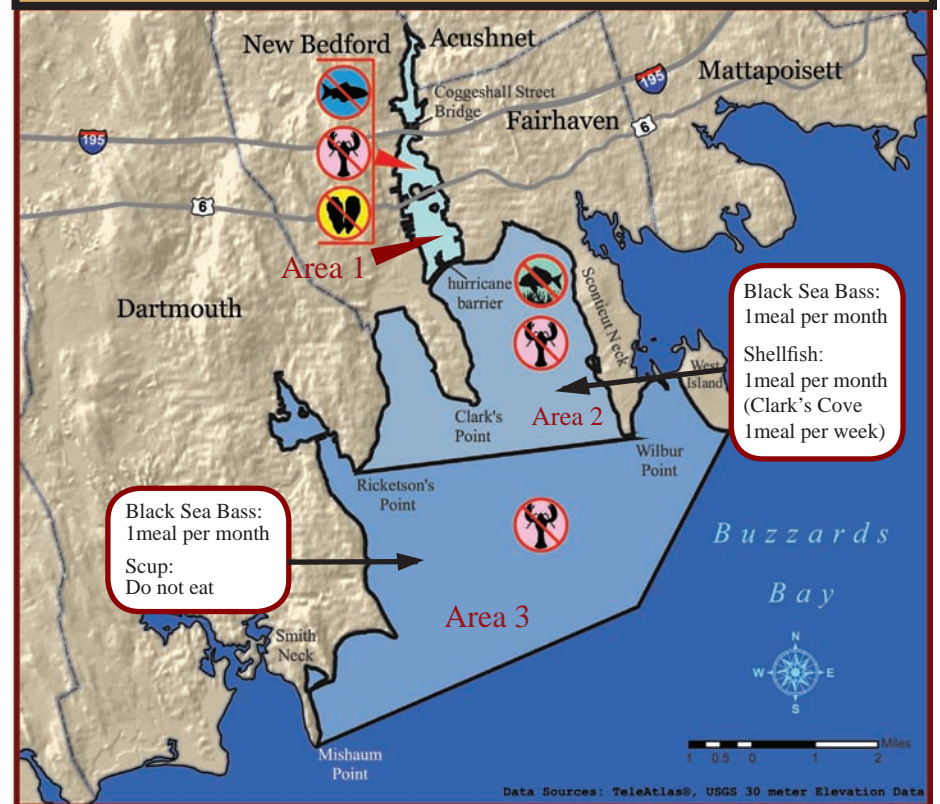 New Bedford
Acushnet
Mattapoisett
195
Coggeshall Street
Bridge
Fairhaven
6
195
6
Area 1
hurricane
barrier
Sconticut Neck
Dartmouth
Black Sea Bass:
1meal per month
Shellfish:
1meal per month
(Clark's Cove
1meal per week)
West
Island
Clark's
Point
Area 2
Wilbur
Point
Ricketson's
Point
Black Sea Bass:
1meal per month
Scup:
Do not eat
Buzzards
Bay
Area 3
Smith
Neck
N
W
E
S
Mishaum
Point
Miles
1 0.5 0 1 2
Data Sources: TeleAtlas®, USGS 30 meter Elevation Data